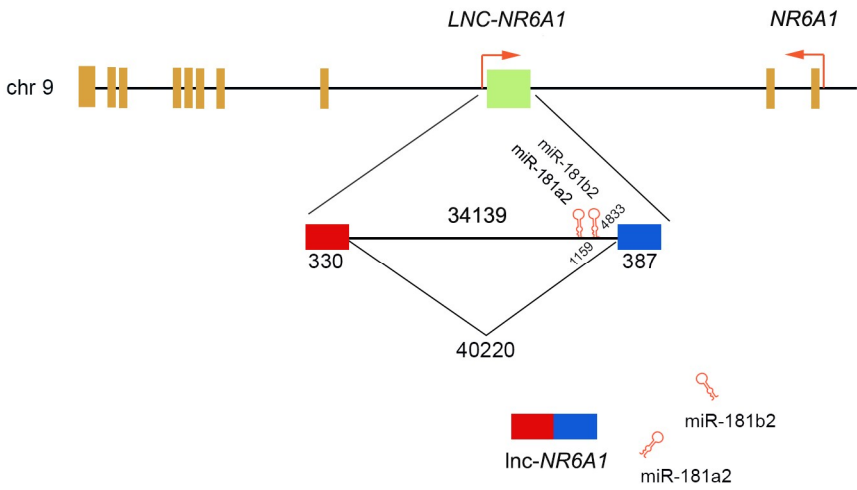 LNC-NR6A1
NR6A1
chr 9
miR-181b2
miR-181a2
34139
4833
1159
330
387
40220
miR-181b2
lnc-NR6A1
miR-181a2